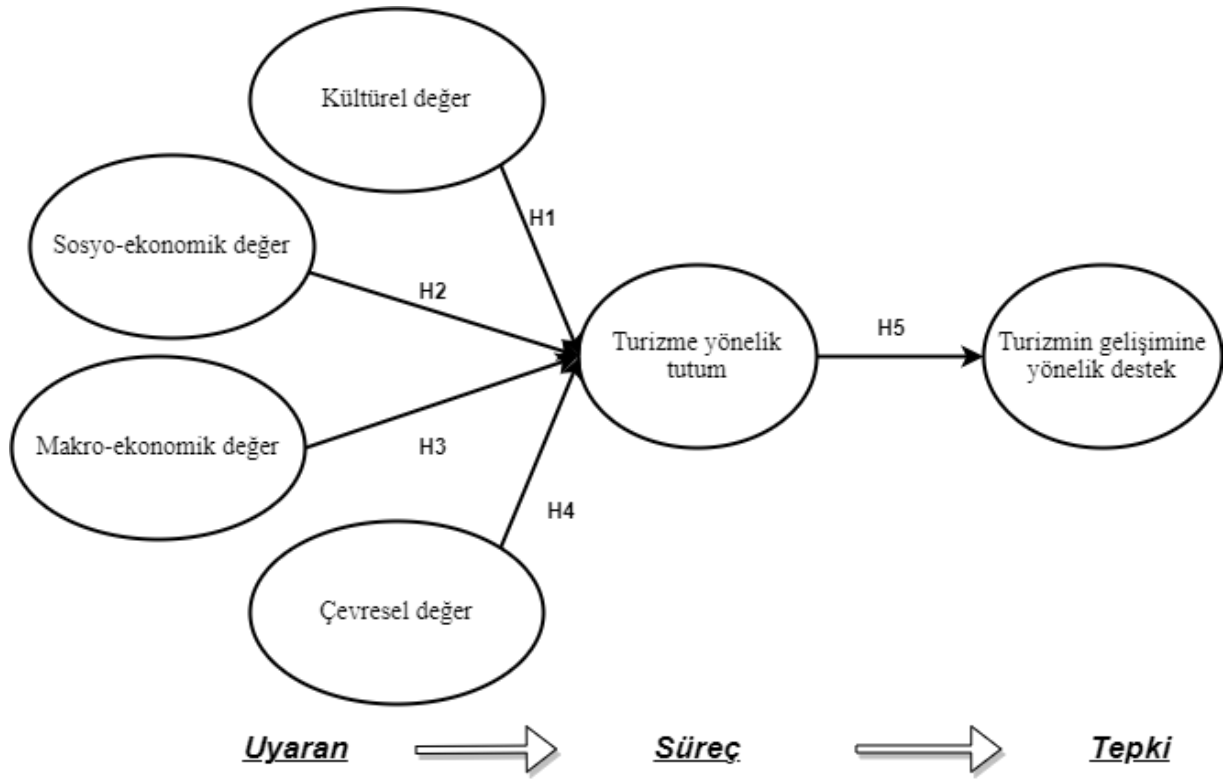 Kültürel değer
H1
Sosyo-ekonomik değer
H2
Turizme yönelik
tutum
H5
Turizmin gelişimine
yönelik destek
Makro-ekonomik değer
H3
H4
Çevresel değer
Uyaran
Süreç
Tepki